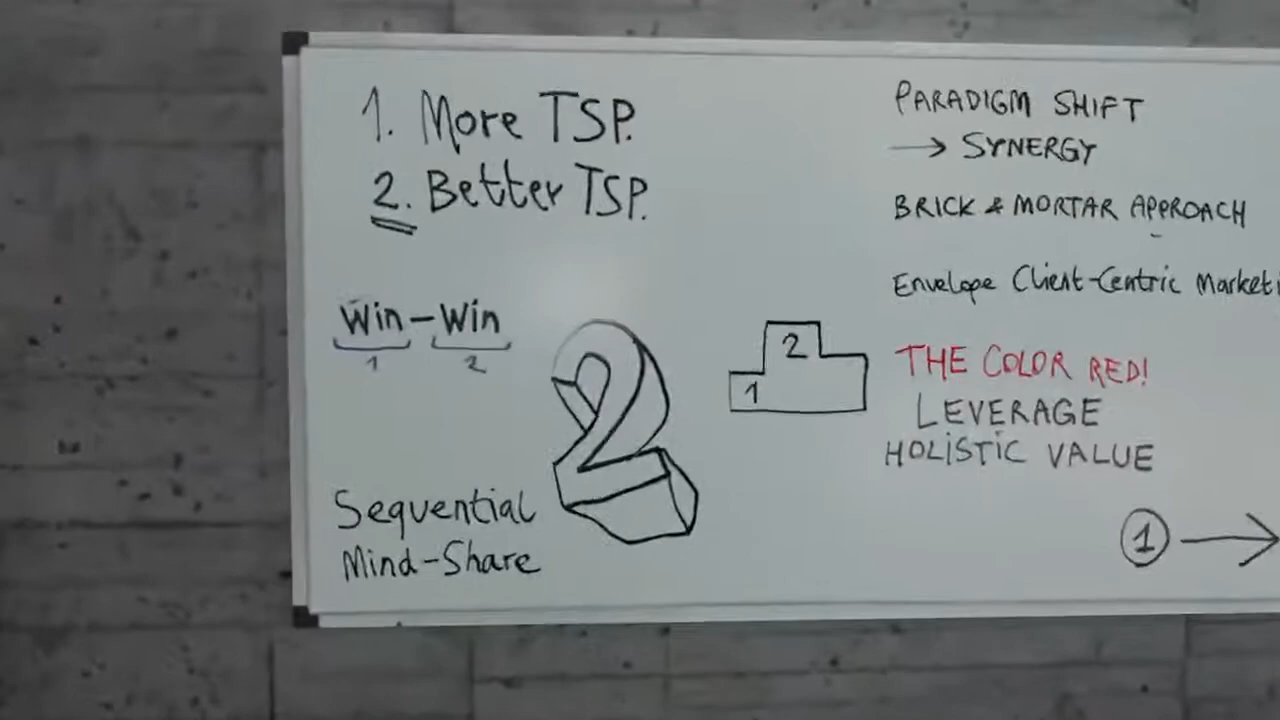 1. More TSP.
2. Better TSP.
Win-Win
1 2
2
Sequential
Mind-Share
2
1
PARADIGM SHIFT
→ SYNERGY
BRICK & MORTAR APPROACH
Envelope Client-Centric Marketi
THE COLOR RED!
LEVERAGE
HOLISTIC VALUE
1 →